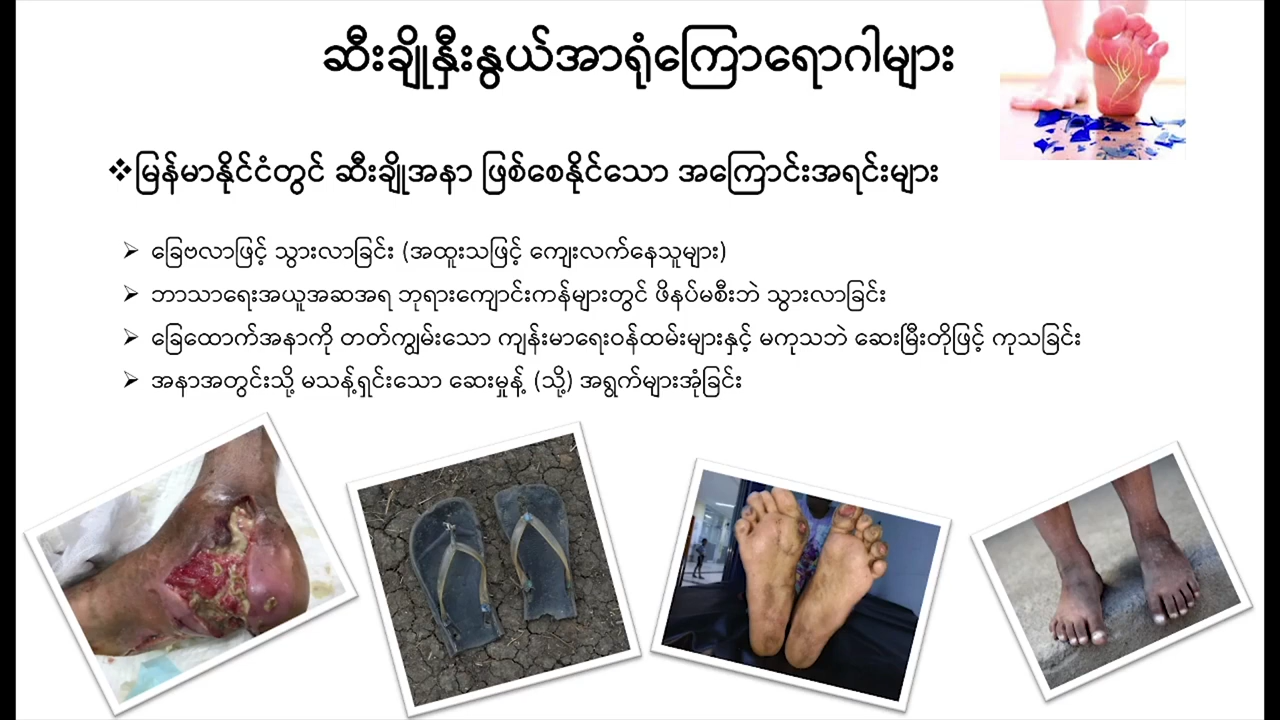 ဆီးချိုနှီးနွယ်အာရုံကြောရောဂါများ
❖မြန်မာနိုင်ငံတွင် ဆီးချိုအနာ ဖြစ်စေနိုင်သော အကြောင်းအရင်းများ
➢ ခြေဗလာဖြင့် သွားလာခြင်း (အထူးသဖြင့် ကျေးလက်နေသူများ)
➢ ဘာသာရေးအယူအဆအရ ဘုရားကျောင်းကန်များတွင် ဖိနပ်မစီးဘဲ သွားလာခြင်း
➢ ခြေထောက်အနာကို တတ်ကျွမ်းသော ကျန်းမာရေးဝန်ထမ်းများနှင့် မကုသဘဲ ဆေးမြီးတိုဖြင့် ကုသခြင်း
➢ အနာအတွင်းသို့ မသန့်ရှင်းသော ဆေးမှုန့် (သို့) အရွက်များအုံခြင်း